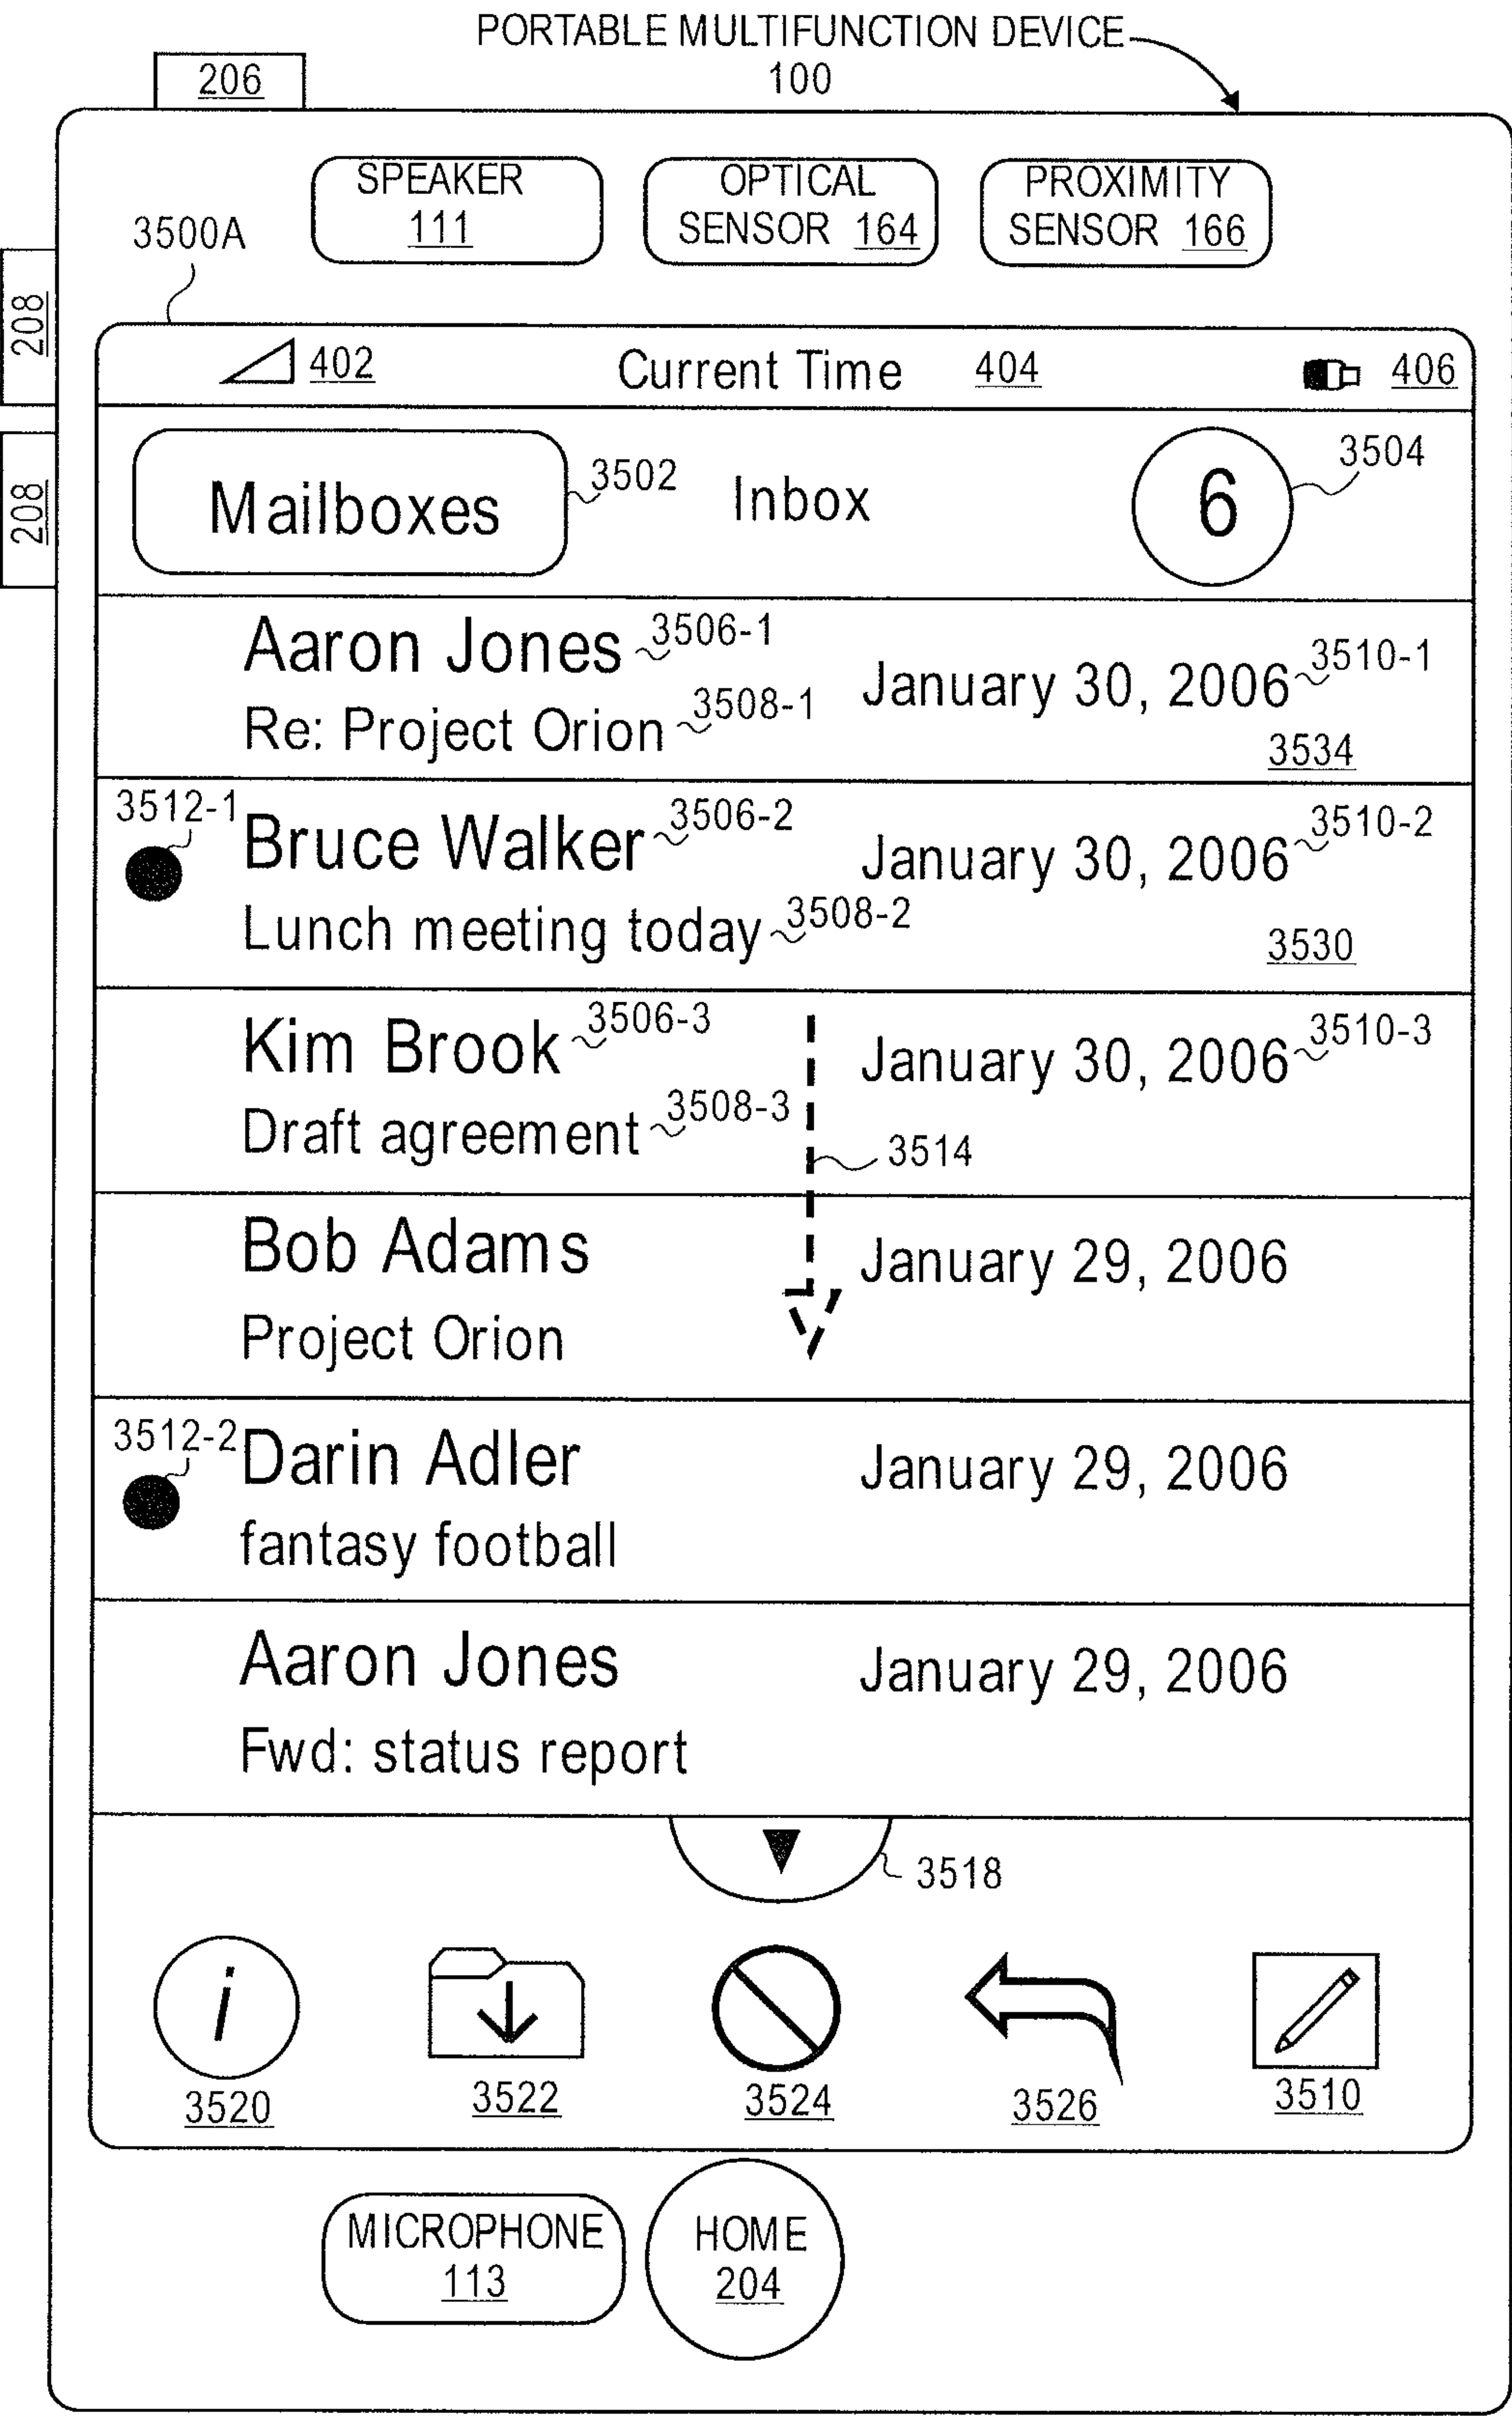 PORTABLE MULTIFUNCTION DEVICE
100
206
SPEAKER
111
OPTICAL
SENSOR 164
PROXIMITY
SENSOR 166
3500A
208
208
402 Current Time 404 406
Mailboxes 3502 Inbox 6 3504
Aaron Jones 3506-1
January 30, 2006 3510-1
Re: Project Orion 3508-1
3534
3512-1
Bruce Walker 3506-2
January 30, 2006 3510-2
Lunch meeting today 3508-2
3530
Kim Brook 3506-3
January 30, 2006 3510-3
Draft agreement 3508-3
3514
Bob Adams
January 29, 2006
Project Orion
3512-2
Darin Adler
January 29, 2006
fantasy football
Aaron Jones
January 29, 2006
Fwd: status report
3518
i
3520 3522 3524 3526 3510
MICROPHONE
113
HOME
204